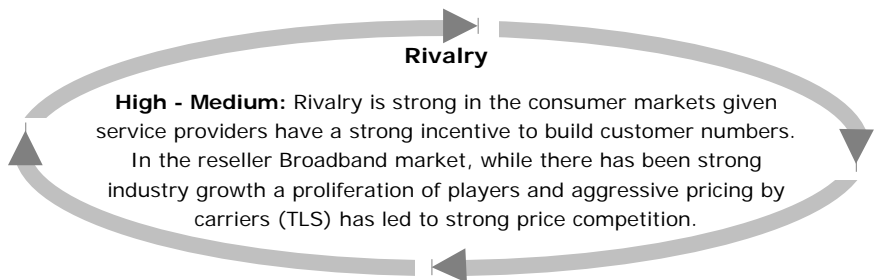 Rivalry
High - Medium: Rivalry is strong in the consumer markets given
service providers have a strong incentive to build customer numbers.
In the reseller Broadband market, while there has been strong
industry growth a proliferation of players and aggressive pricing by
carriers (TLS) has led to strong price competition.